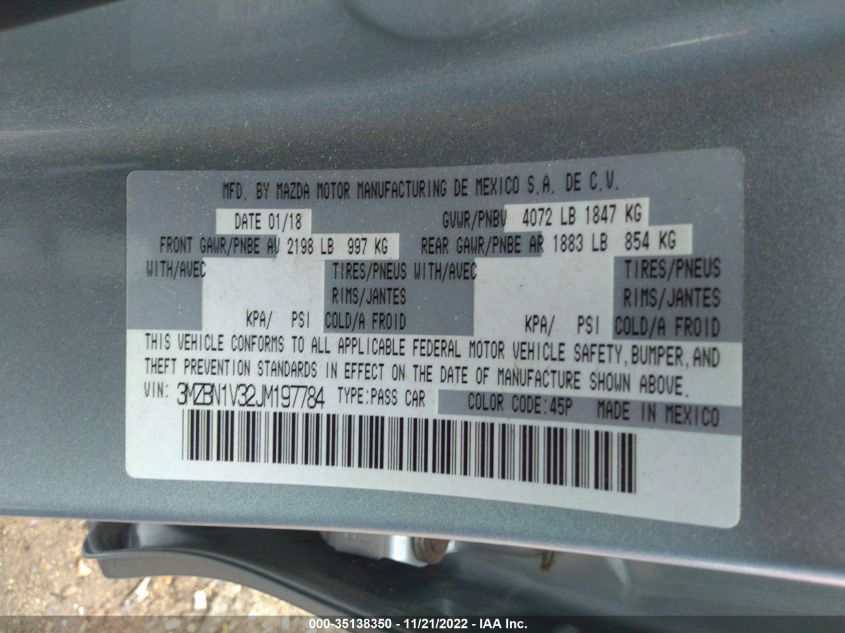 MFD. BY MAZDA MOTOR MANUFACTURING DE MEXICO S.A. DE C.V.
DATE 01/18 GVWR/PNBV 4072 LB 1847 KG
FRONT GAWR/PNBE AV 2198 LB 997 KG REAR GAWR/PNBE AR 1883 LB 854 KG
WITH/AVEC TIRES/PNEUS WITH/AVEC TIRES/PNEUS
RIMS/JANTES RIMS/JANTES
KPA/ PSI COLD/A FROID KPA/ PSI COLD/A FROID
THIS VEHICLE CONFORMS TO ALL APPLICABLE FEDERAL MOTOR VEHICLE SAFETY, BUMPER, AND
THEFT PREVENTION STANDARDS IN EFFECT ON THE DATE OF MANUFACTURE SHOWN ABOVE.
VIN: 3MZBN1V32JM197784 TYPE:PASS CAR COLOR CODE:45P MADE IN MEXICO
000-35138350 - 11/21/2022 - IAA Inc.